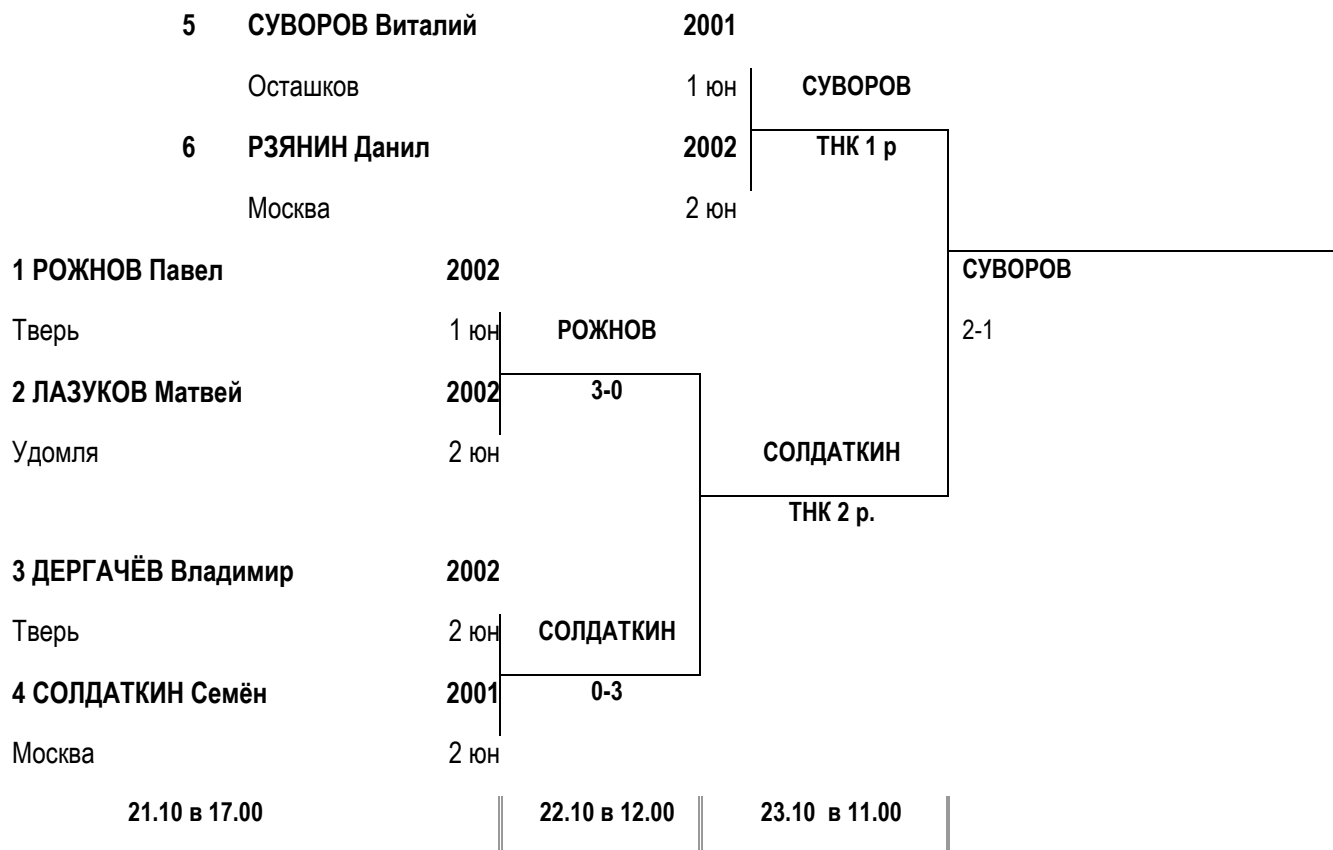 5 СУВОРОВ Виталий 2001
Осташков 1 юн СУВОРОВ
6 РЗЯНИН Данил 2002 ТНК 1 р
Москва 2 юн
1 РОЖНОВ Павел 2002 СУВОРОВ
Тверь 1 юн РОЖНОВ 2-1
2 ЛАЗУКОВ Матвей 2002 3-0
Удомля 2 юн СОЛДАТКИН
ТНК 2 р.
3 ДЕРГАЧЁВ Владимир 2002
Тверь 2 юн СОЛДАТКИН
4 СОЛДАТКИН Семён 2001 0-3
Москва 2 юн
21.10 в 17.00 22.10 в 12.00 23.10 в 11.00